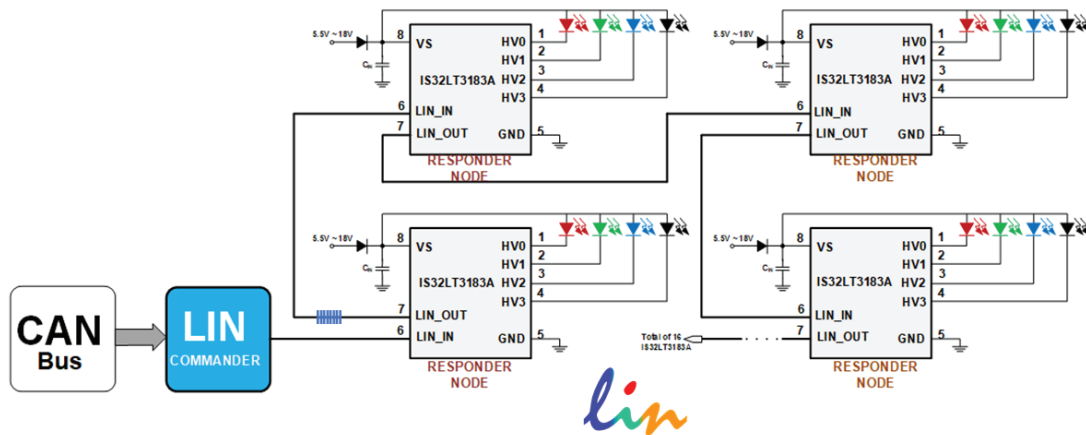 5.5V ~18V
8
VS
C_IN
IS32LT3183A
HV0
1
HV1
2
HV2
3
HV3
4
6
LIN_IN
7
LIN_OUT
GND
5
RESPONDER
NODE
5.5V ~18V
8
VS
C_IN
IS32LT3183A
HV0
1
HV1
2
HV2
3
HV3
4
6
LIN_IN
7
LIN_OUT
GND
5
RESPONDER
NODE
5.5V ~18V
8
VS
C_IN
IS32LT3183A
HV0
1
HV1
2
HV2
3
HV3
4
7
LIN_OUT
6
LIN_IN
GND
5
RESPONDER
NODE
5.5V ~18V
8
VS
C_IN
IS32LT3183A
HV0
1
HV1
2
HV2
3
HV3
4
6
LIN_IN
7
LIN_OUT
GND
5
RESPONDER
NODE
CAN
Bus
LIN
COMMANDER
Total of 16
IS32LT3183A
lin